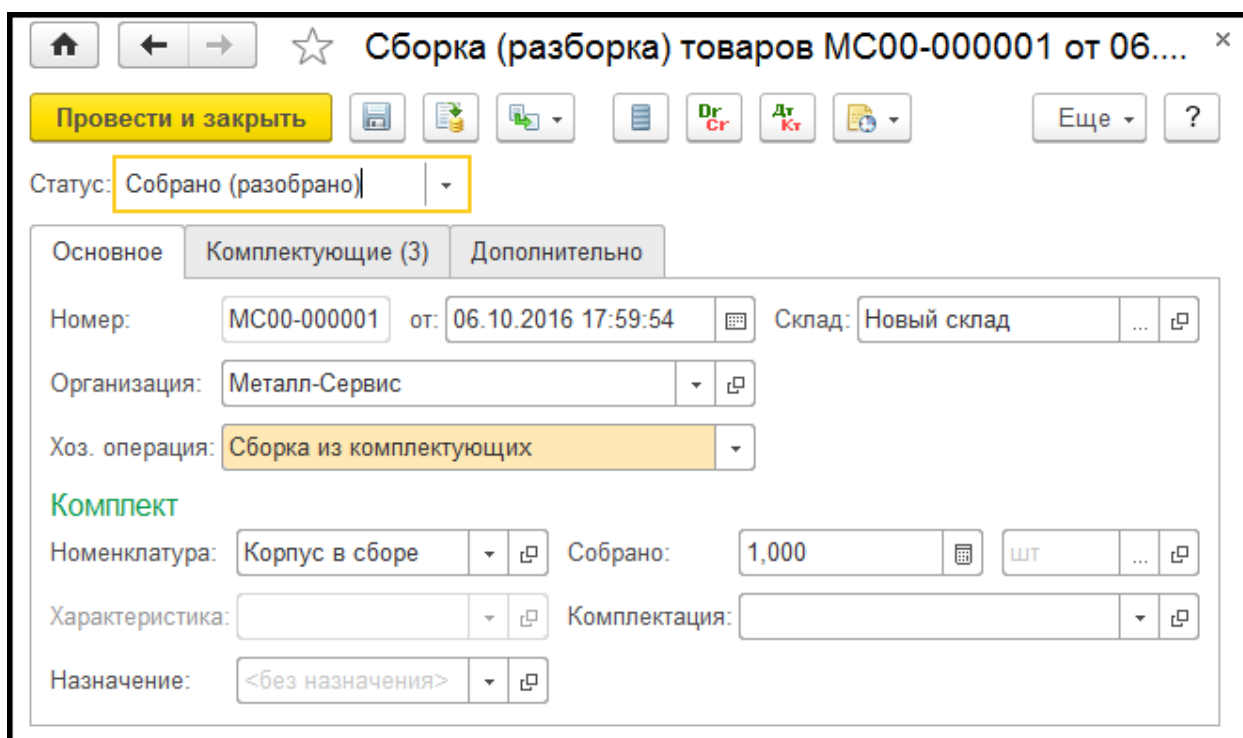 Сборка (разборка) товаров МС00-000001 от 06.... ×
Провести и закрыть Dr Cr Дт Кт Еще ?
Статус: Собрано (разобрано)
Основное Комплектующие (3) Дополнительно
Номер: МС00-000001 от: 06.10.2016 17:59:54 Склад: Новый склад ...
Организация: Металл-Сервис
Хоз. операция: Сборка из комплектующих
Комплект
Номенклатура: Корпус в сборе Собрано: 1,000 шт ...
Характеристика: Комплектация:
Назначение: <без назначения>